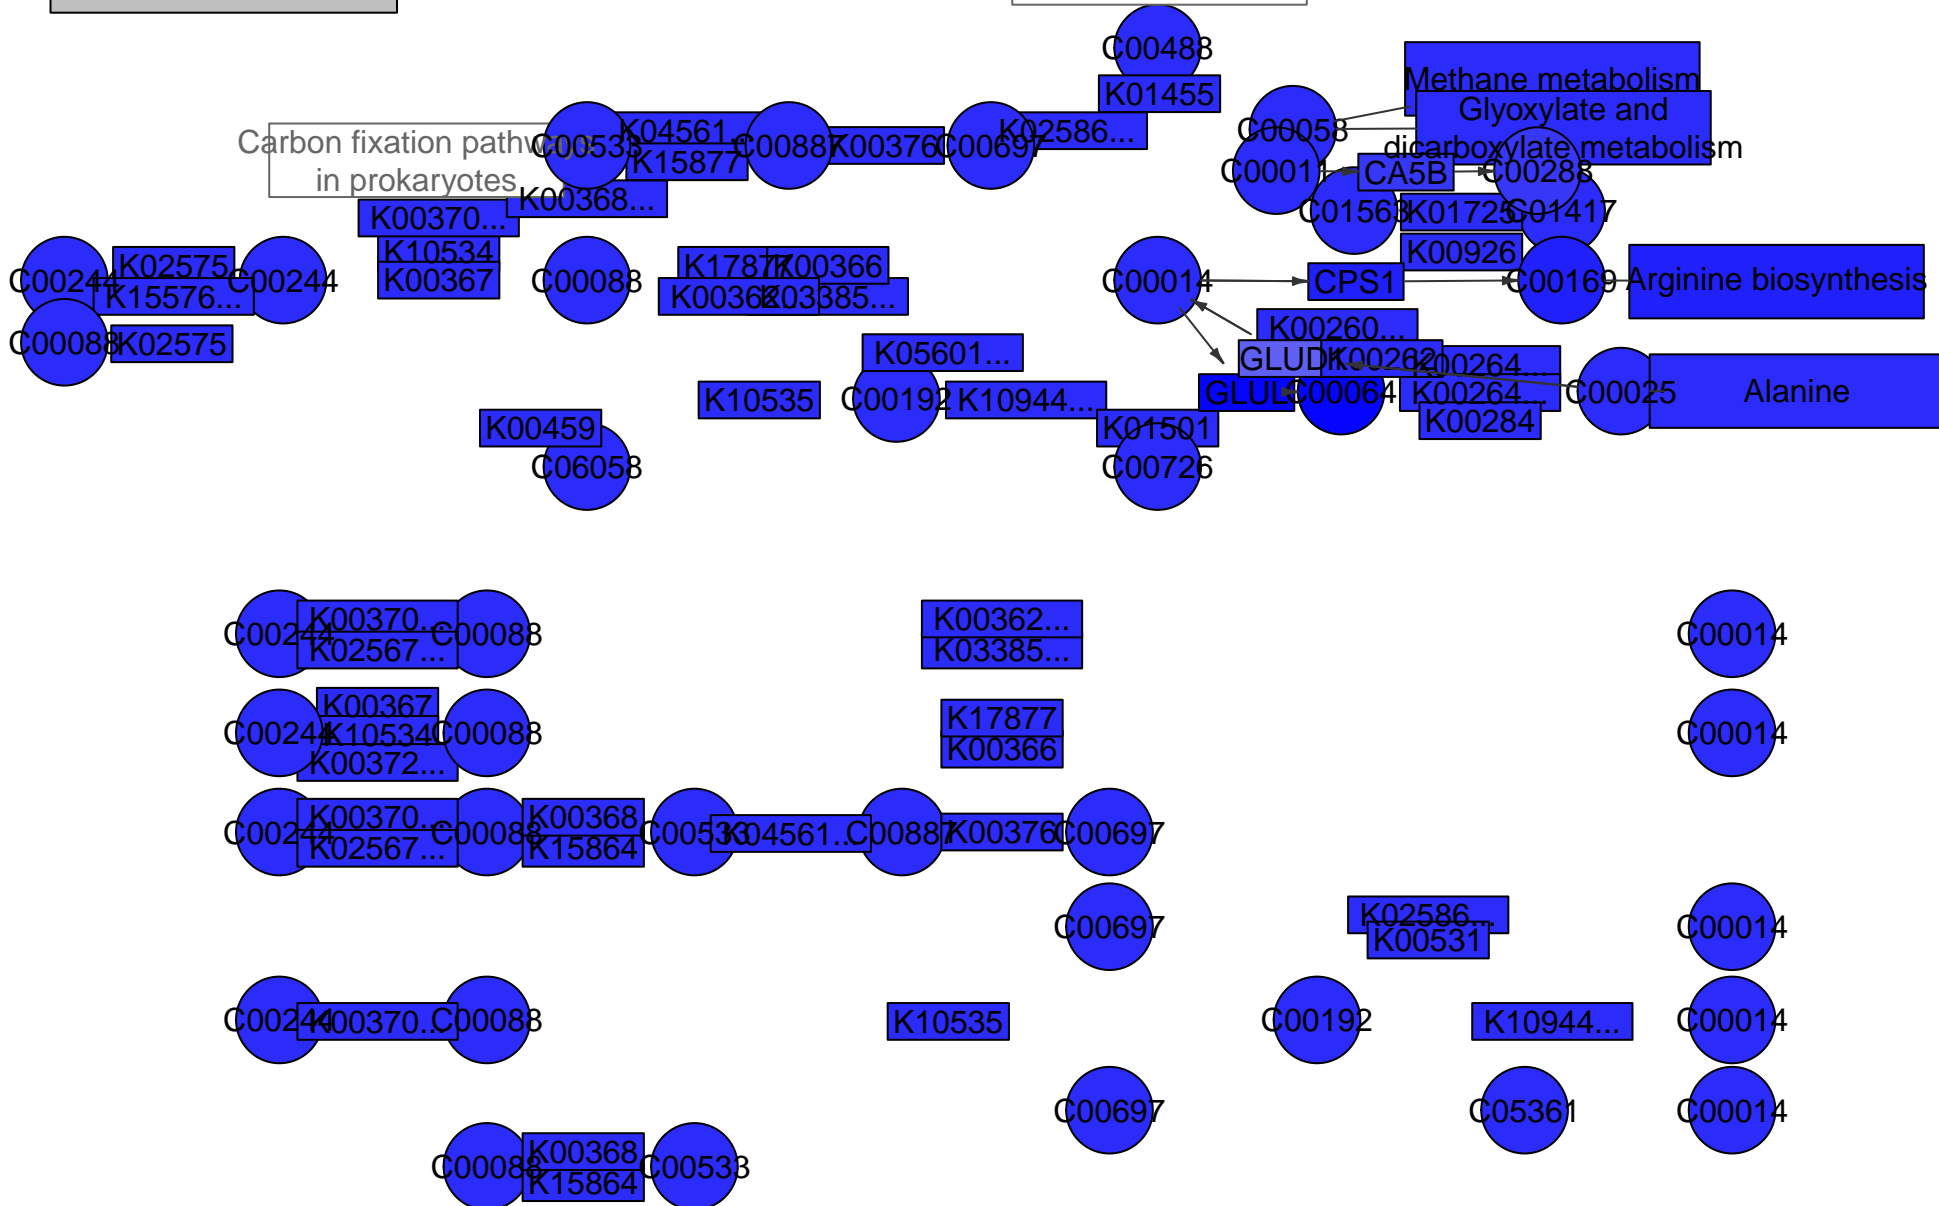 C00488
K01455
Methane metabolism
Glyoxylate and
dicarboxylate metabolism
C00058
Carbon fixation pathways
in prokaryotes
C00533
K04561...
K15877
C00887
K00376
C00697
K02586...
C00011
CA5B
C00288
C01563
K01725
C01417
K00368...
K00370...
K10534
K00367
K00926
C00244
K02575
K15576...
C00244
C00088
K17877
K00366
K00362...
K03385...
C00014
CPS1
C00169
Arginine biosynthesis
C00088
K02575
K05601...
K00260...
GLUD1
K00262
K00264...
K00264...
K00284
GLUL
C00064
C00025
Alanine
K10535
C00192
K10944...
K00459
C06058
K01501
C00726
C00244
K00370...
K02567...
C00088
K00362...
K03385...
C00014
K00367
C00244
K10534
K00372...
C00088
K17877
K00366
C00014
C00244
K00370...
K02567...
C00088
K00368
K15864
C00533
K04561...
C00887
K00376
C00697
C00697
K02586...
K00531
C00014
C00244
K00370...
C00088
K10535
C00192
K10944...
C00014
C00697
C05361
C00014
C00088
K00368
K15864
C00533